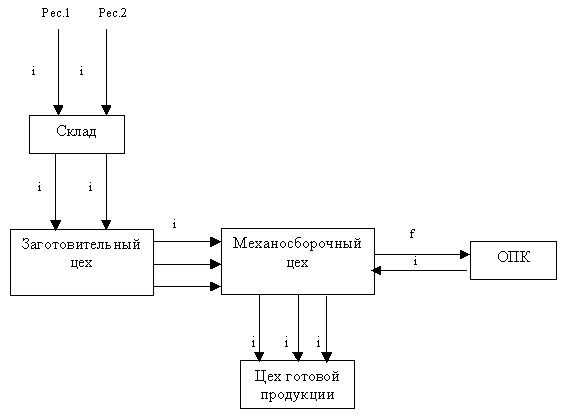 Рес.1 Рес.2
i i
Склад
i i
i
Заготовительный
цех
Механосборочный
цех
f
i
ОПК
i i i
Цех готовой
продукции